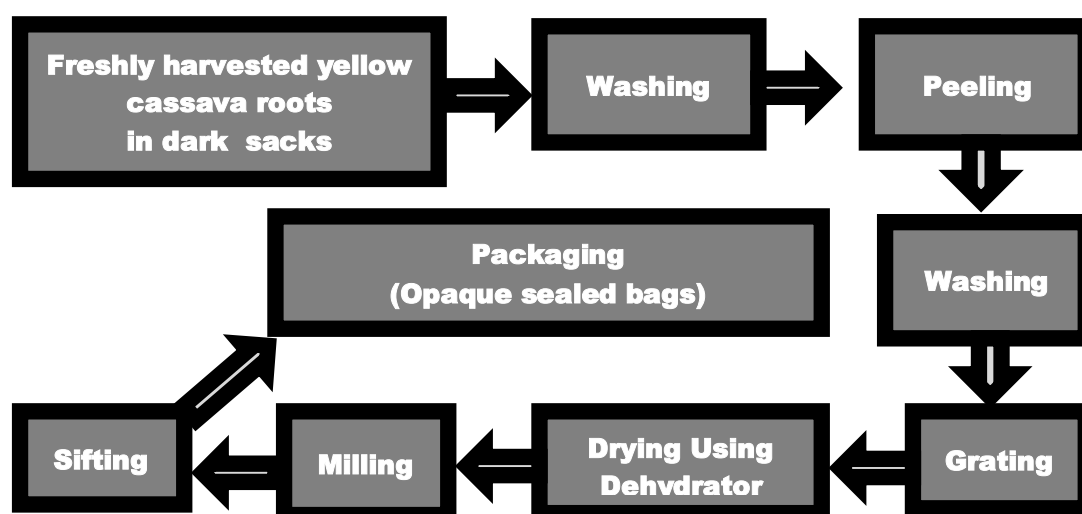 Freshly harvested yellow
cassava roots
in dark sacks
Washing
Peeling
Washing
Grating
Drying Using
Dehvdrator
Milling
Sifting
Packaging
(Opaque sealed bags)